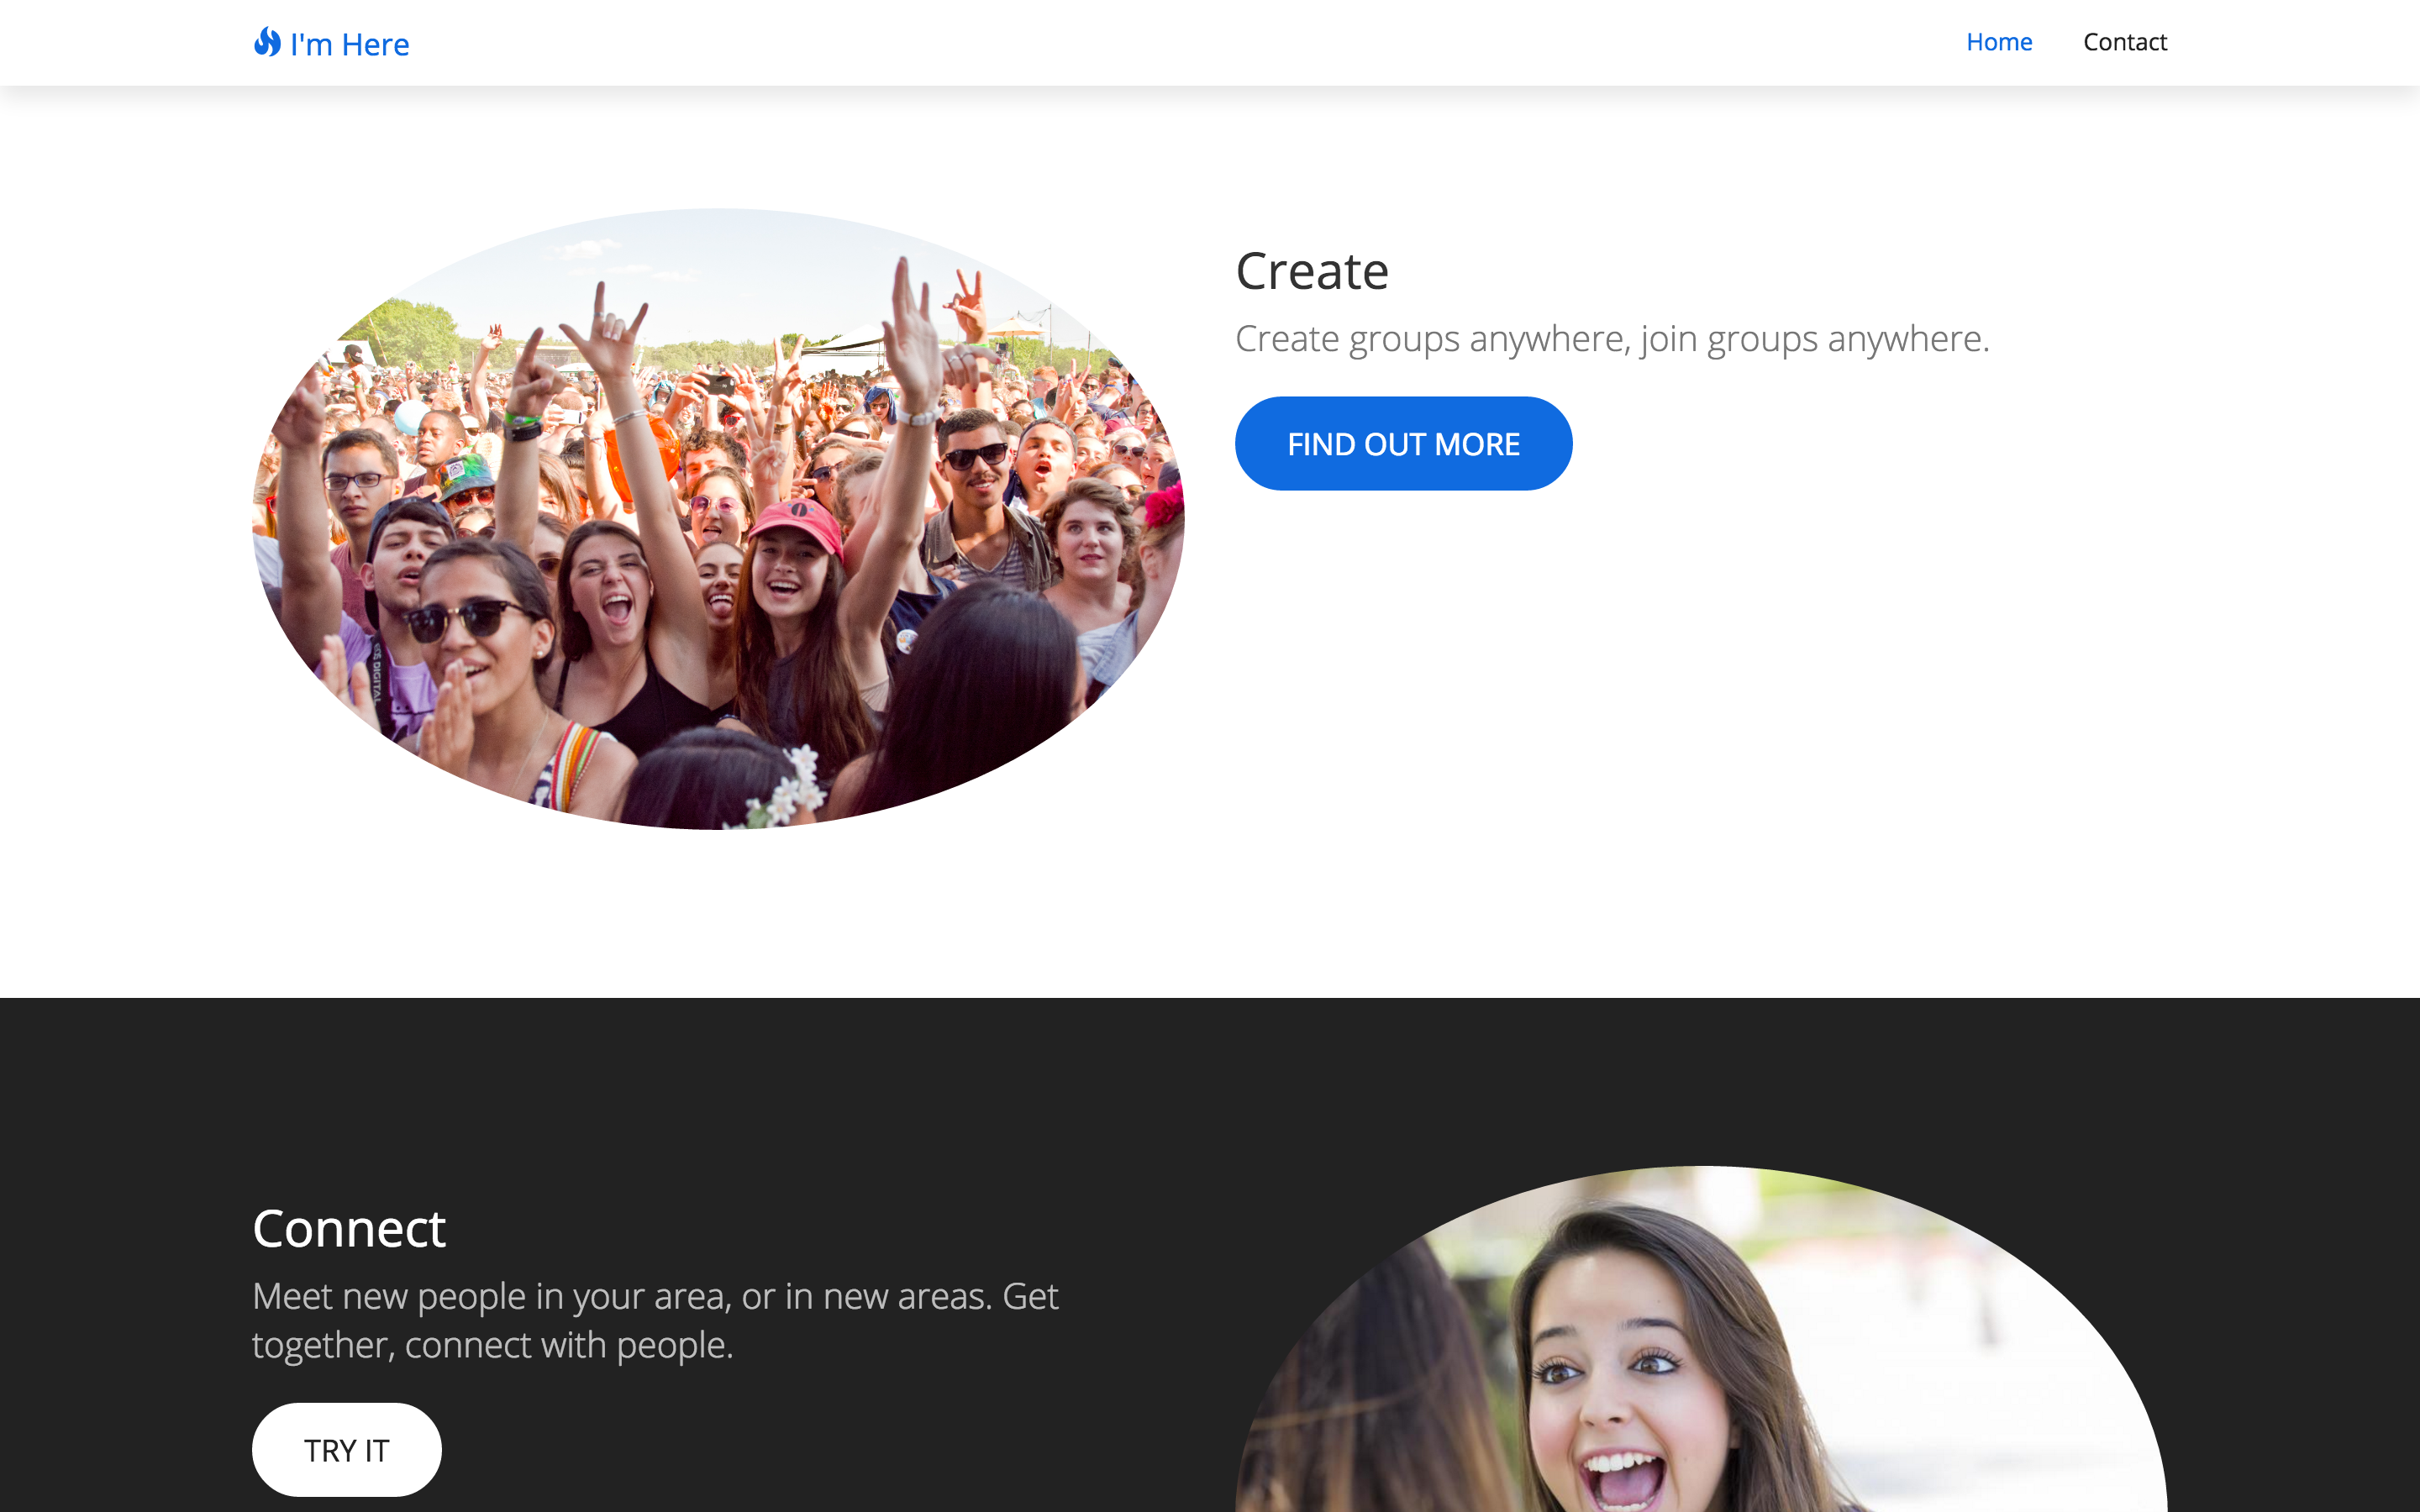 I'm Here
Home
Contact
Create
Create groups anywhere, join groups anywhere.
FIND OUT MORE
Connect
Meet new people in your area, or in new areas. Get
together, connect with people.
TRY IT